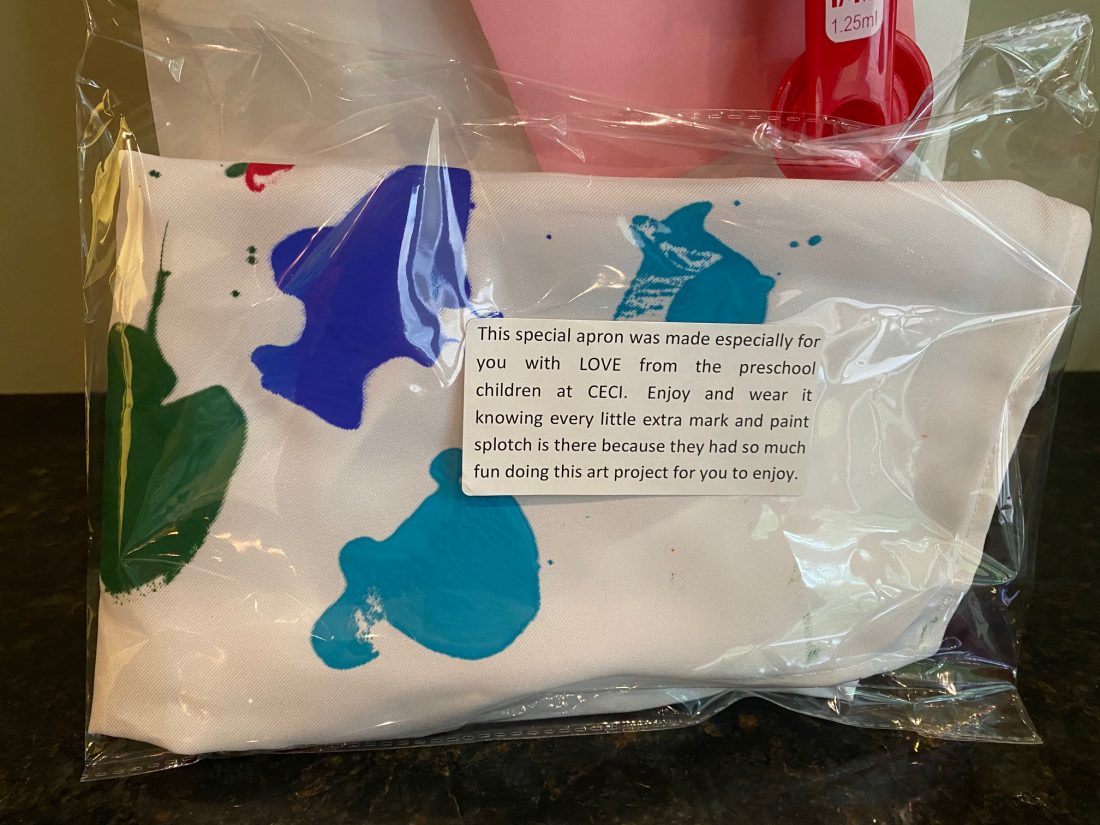 1.25ml
This special apron was made especially for
you with LOVE from the preschool
children at CECI. Enjoy and wear it
knowing every little extra mark and paint
splotch is there because they had so much
fun doing this art project for you to enjoy.